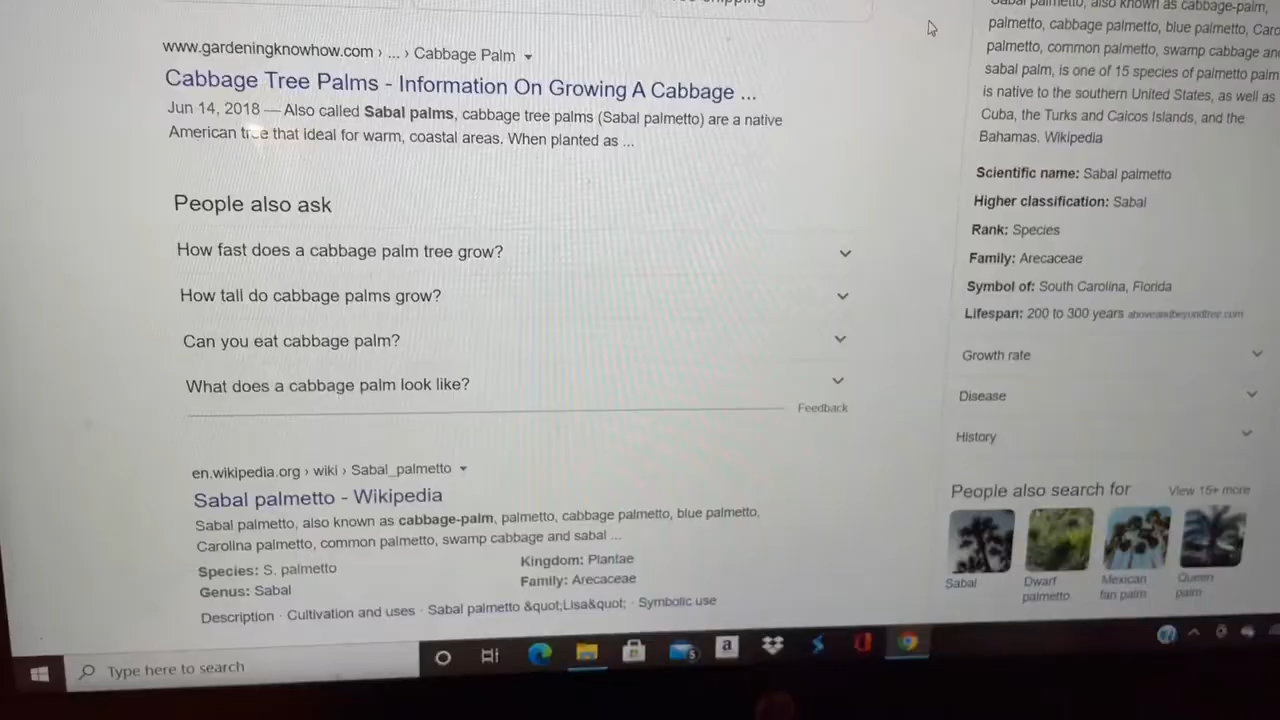 www.gardeningknowhow.com › ... › Cabbage Palm
Cabbage Tree Palms - Information On Growing A Cabbage ...
Jun 14, 2018 — Also called Sabal palms, cabbage tree palms (Sabal palmetto) are a native
American tree that ideal for warm, coastal areas. When planted as ...
People also ask
How fast does a cabbage palm tree grow?
How tall do cabbage palms grow?
Can you eat cabbage palm?
What does a cabbage palm look like?
Feedback
en.wikipedia.org › wiki › Sabal_palmetto
Sabal palmetto - Wikipedia
Sabal palmetto, also known as cabbage-palm, palmetto, cabbage palmetto, blue palmetto,
Carolina palmetto, common palmetto, swamp cabbage and sabal ...
Species: S. palmetto
Kingdom: Plantae
Genus: Sabal
Family: Arecaceae
Description · Cultivation and uses · Sabal palmetto &quot;Lisa&quot; · Symbolic use
Sabal palmetto, also known as cabbage-palm,
palmetto, cabbage palmetto, blue palmetto, Caro
palmetto, common palmetto, swamp cabbage and
sabal palm, is one of 15 species of palmetto palm
is native to the southern United States, as well as
Cuba, the Turks and Caicos Islands, and the
Bahamas. Wikipedia
Scientific name: Sabal palmetto
Higher classification: Sabal
Rank: Species
Family: Arecaceae
Symbol of: South Carolina, Florida
Lifespan: 200 to 300 years aboveandbeyondtree.com
Growth rate
Disease
History
People also search for
View 15+ more
Sabal
Dwarf palmetto
Mexican fan palm
Queen palm
Type here to search
5
a